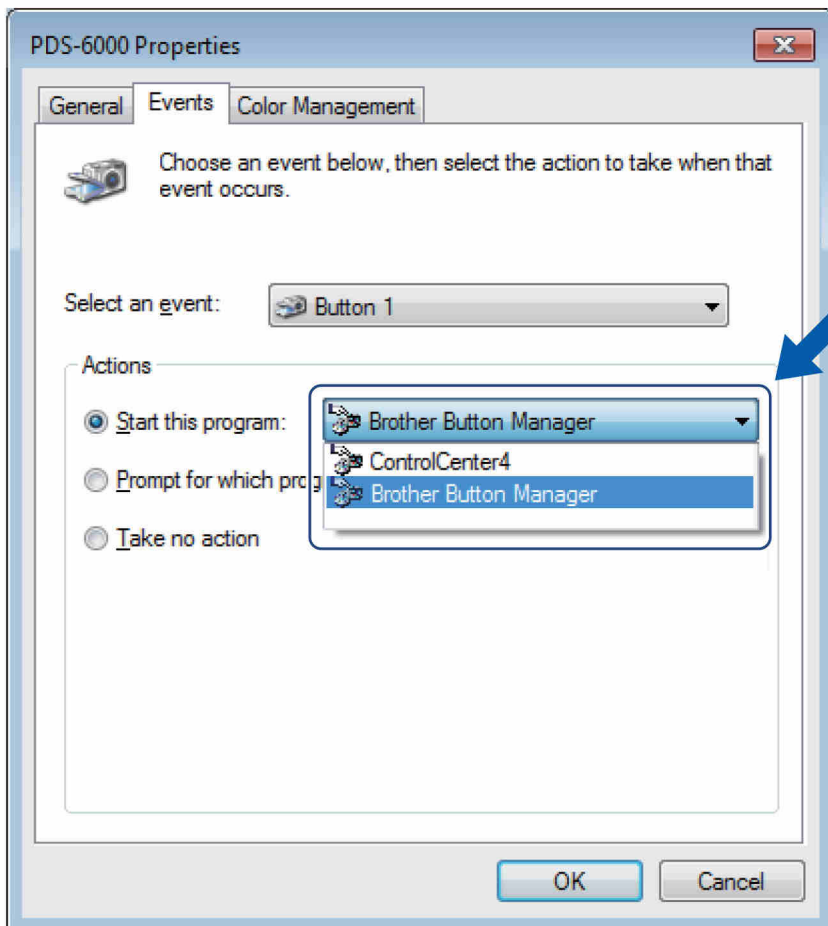 PDS-6000 Properties
General Events Color Management
Choose an event below, then select the action to take when that
event occurs.
Select an event: Button 1
Actions
Start this program: Brother Button Manager
ControlCenter4
Prompt for which prog
Brother Button Manager
Take no action
OK Cancel